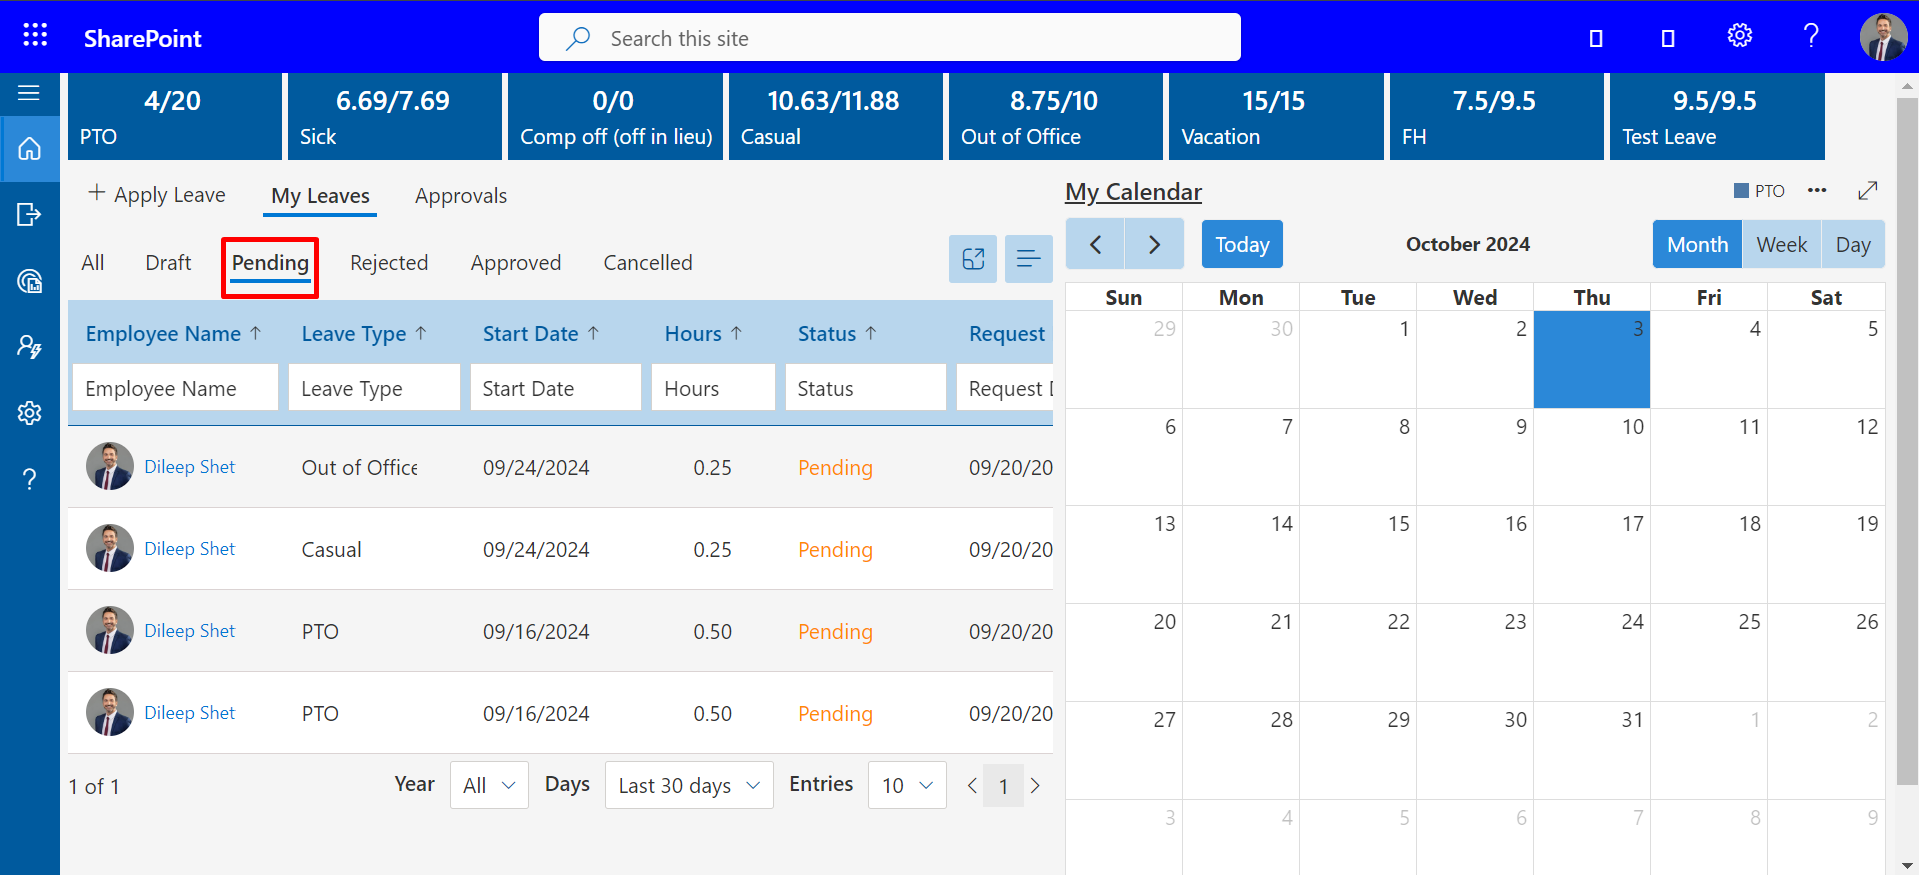 SharePoint
Search this site
4/20
PTO
6.69/7.69
Sick
0/0
Comp off (off in lieu)
10.63/11.88
Casual
8.75/10
Out of Office
15/15
Vacation
7.5/9.5
FH
9.5/9.5
Test Leave
+ Apply Leave My Leaves Approvals
All Draft Pending Rejected Approved Cancelled
Employee Name ↑ Leave Type ↑ Start Date ↑ Hours ↑ Status ↑ Request
Employee Name Leave Type Start Date Hours Status Request
Dileep Shet Out of Office 09/24/2024 0.25 Pending 09/20/20
Dileep Shet Casual 09/24/2024 0.25 Pending 09/20/20
Dileep Shet PTO 09/16/2024 0.50 Pending 09/20/20
Dileep Shet PTO 09/16/2024 0.50 Pending 09/20/20
1 of 1 Year All Days Last 30 days Entries 10 < 1 >
My Calendar PTO •••
< > Today October 2024 Month Week Day
Sun Mon Tue Wed Thu Fri Sat
29 30 1 2 3 4 5
6 7 8 9 10 11 12
13 14 15 16 17 18 19
20 21 22 23 24 25 26
27 28 29 30 31 1 2
3 4 5 6 7 8 9